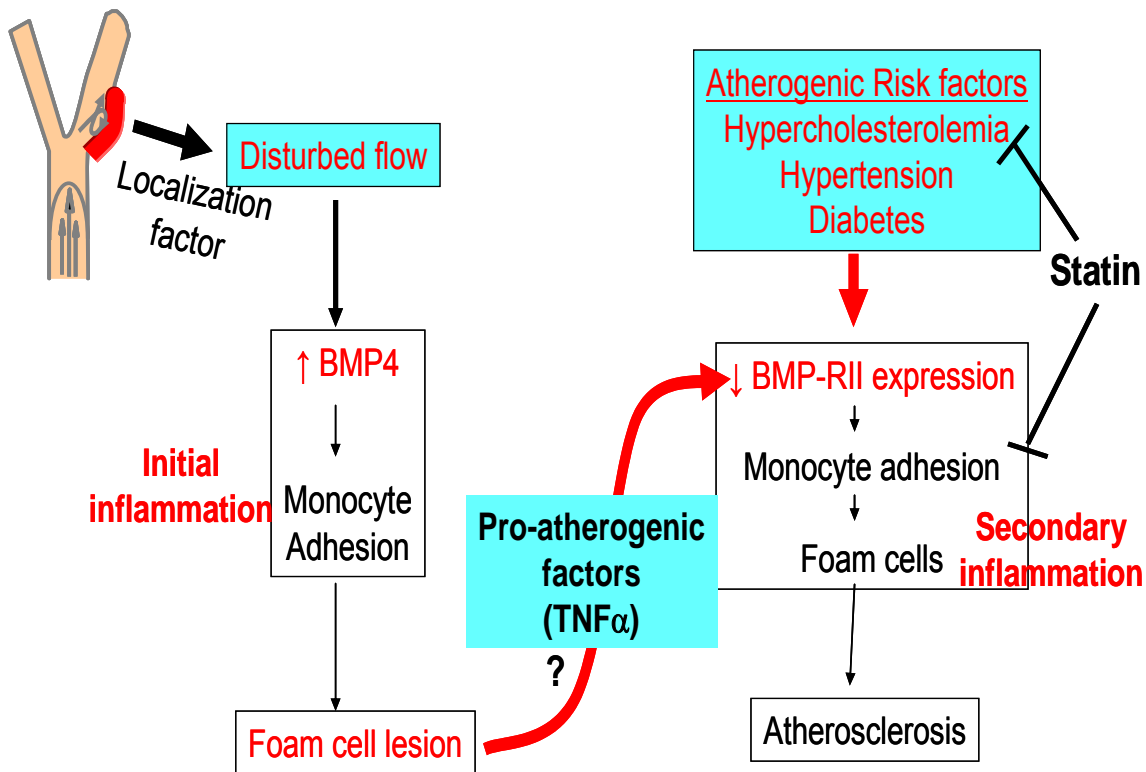 Localization
factor
Disturbed flow
↑ BMP4
Monocyte
Adhesion
Initial
inflammation
Foam cell lesion
Pro-atherogenic
factors
(TNFα)
?
Atherogenic Risk factors
Hypercholesterolemia
Hypertension
Diabetes
Statin
↓ BMP-RII expression
Monocyte adhesion
Foam cells
Secondary
inflammation
Atherosclerosis